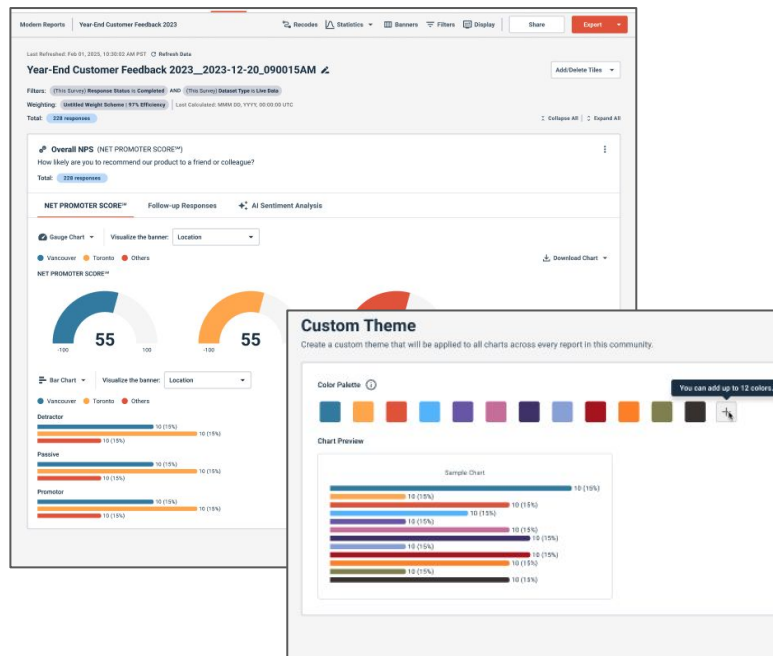 Modern Reports | Year-End Customer Feedback 2023 Recodes Statistics Banners Filters Display Share Export
Last Refreshed: Feb 01, 2025, 10:30:02 AM PST Refresh Data
Year-End Customer Feedback 2023__2023-12-20_090015AM Add/Delete Tiles
Filters: (This Survey) Response Status is Completed AND (This Survey) Dataset Type is Live Data
Weighting: Untitled Weight Scheme | 97% Efficiency | Last Calculated: MMM DD, YYYY, 00:00:00 UTC
Total: 228 responses Collapse All | Expand All
Overall NPS (NET PROMOTER SCORE℠)
How likely are you to recommend our product to a friend or colleague?
Total: 228 responses
NET PROMOTER SCORE℠ Follow-up Responses AI Sentiment Analysis
Gauge Chart Visualize the banner: Location
Vancouver Toronto Others Download Chart
NET PROMOTER SCORE℠
55 55
-100 100 -100
Bar Chart Visualize the banner: Location
Vancouver Toronto Others
Detractor
10 (15%)
10 (15%)
10 (15%)
Passive
10 (15%)
10 (15%)
10 (15%)
Promotor
10 (15%)
10 (15%)
10 (15%)
Custom Theme
Create a custom theme that will be applied to all charts across every report in this community.
Color Palette
You can add up to 12 colors.
Chart Preview
Sample Chart
10 (15%)
10 (15%)
10 (15%)
10 (15%)
10 (15%)
10 (15%)
10 (15%)
10 (15%)
10 (15%)
10 (15%)
10 (15%)
10 (15%)